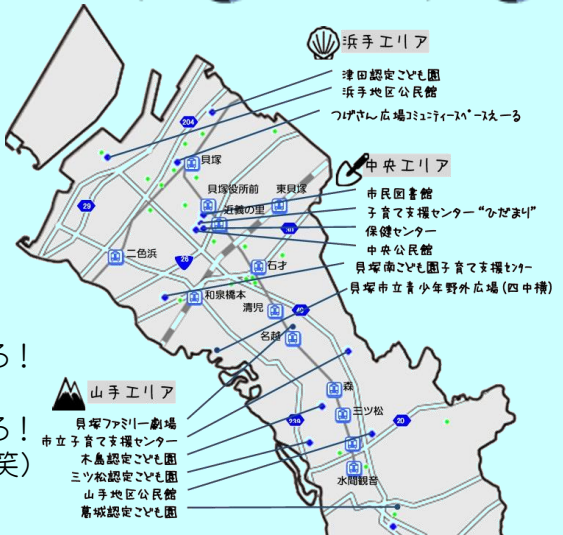 浜手エリア
津田認定こども園
浜手地区公民館
つげさん広場コミュニティースペースえーる
中央エリア
市民図書館
子育て支援センター"ひだまり"
保健センター
中央公民館
貝塚南こども園子育て支援センター
貝塚市立青少年野外広場(四中横)
204
貝塚
貝塚役所前
東貝塚
近義の里
29
30
二色浜
26
石才
和泉橋本
清児
40
名越
森
三ツ松
239
20
水間観音
る!
る!
笑)
山手エリア
貝塚ファミリー劇場
市立子育て支援センター
木島認定こども園
三ツ松認定こども園
山手地区公民館
葛城認定こども園